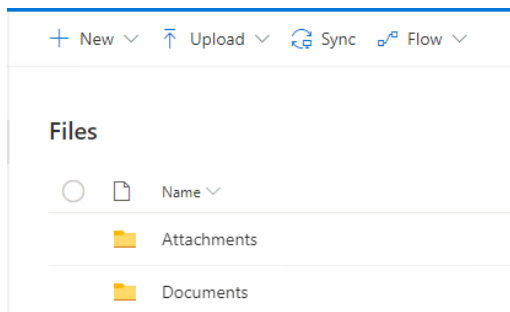 New Upload Sync Flow
Files
Name
Attachments
Documents